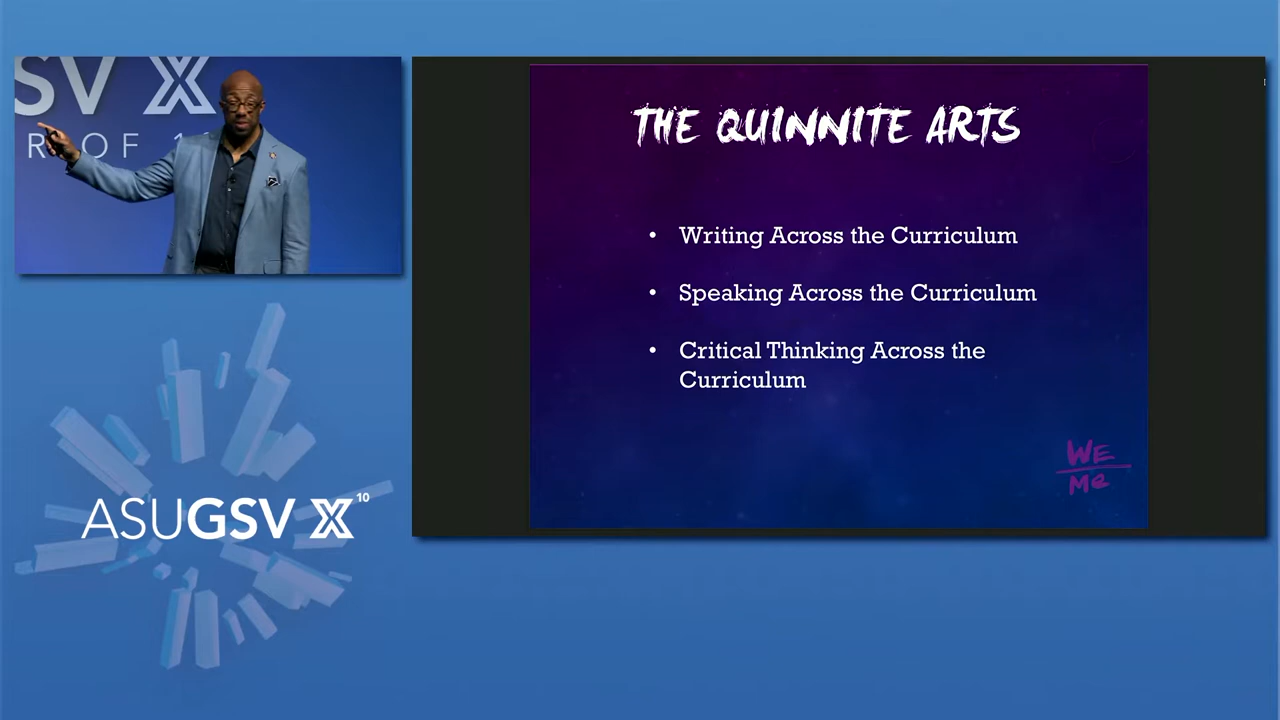 SV X
R OF 1
THE QUINNITE ARTS
• Writing Across the Curriculum
• Speaking Across the Curriculum
• Critical Thinking Across the
Curriculum
WE
Me
ASUGSV X10